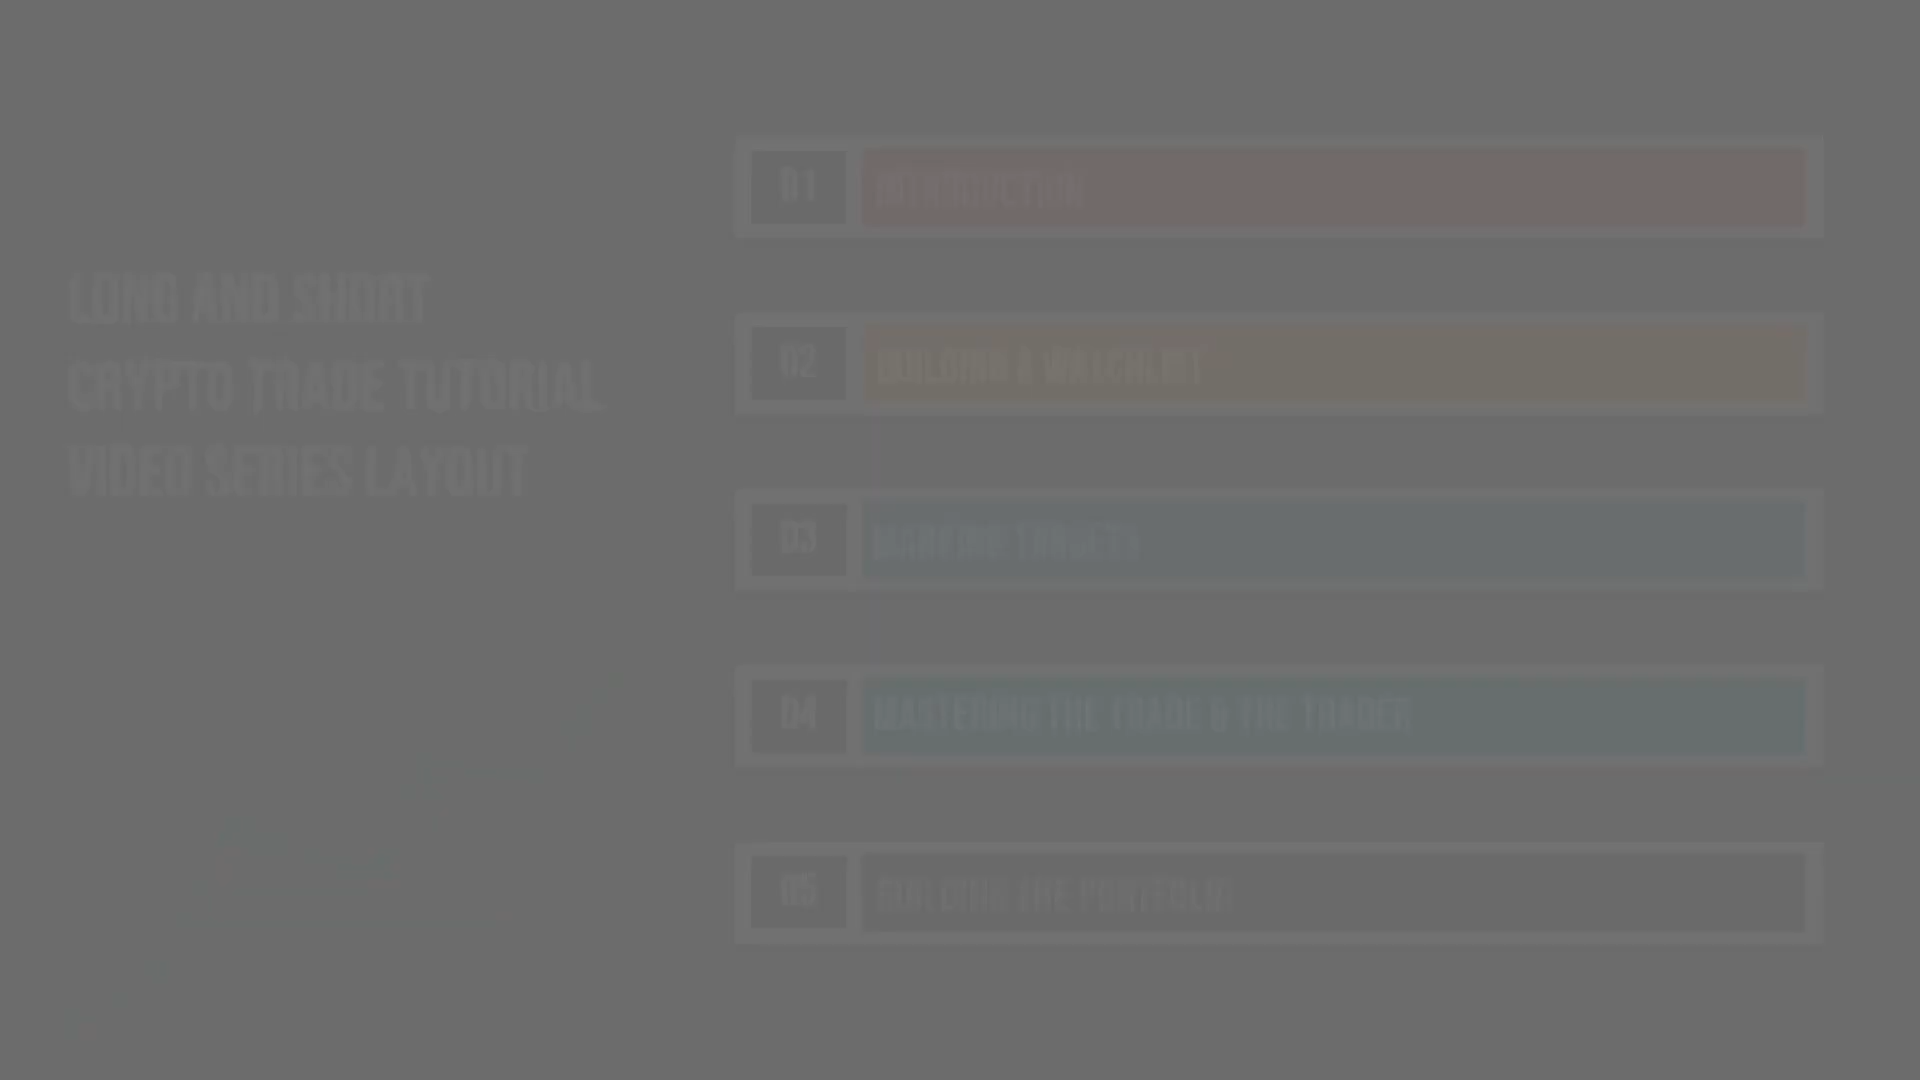 LONG AND SHORT
CRYPTO TRADE TUTORIAL
VIDEO SERIES LAYOUT
01
INTRODUCTION
02
BUILDING A WATCHLIST
03
MARKING TARGETS
04
MASTERING THE TRADE & THE TRADER
05
BUILDING THE PORTFOLIO